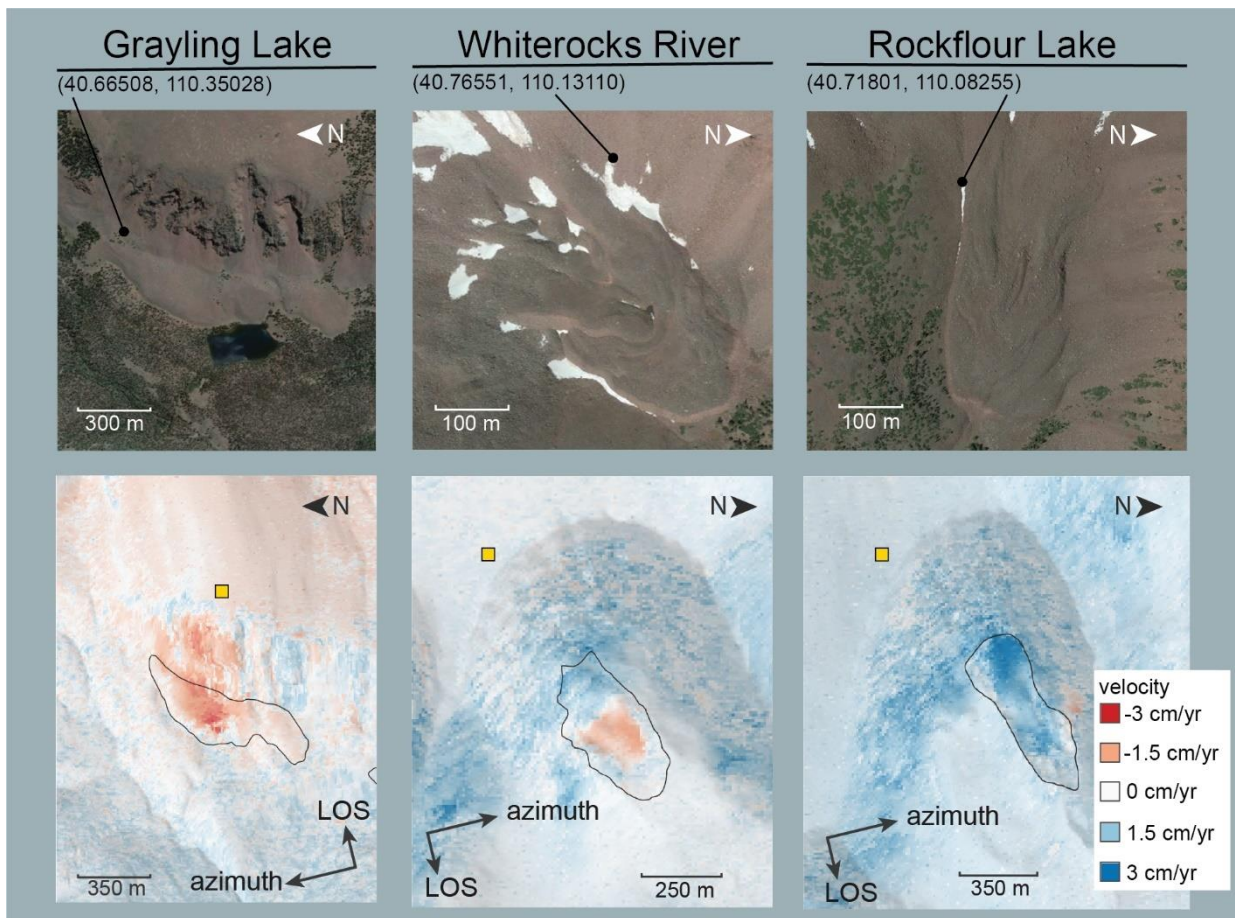 Grayling Lake
(40.66508, 110.35028)
N
300 m
Whiterocks River
(40.76551, 110.13110)
N
100 m
Rockflour Lake
(40.71801, 110.08255)
N
100 m
N
LOS
azimuth
350 m
N
azimuth
LOS
250 m
N
azimuth
LOS
350 m
velocity
-3 cm/yr
-1.5 cm/yr
0 cm/yr
1.5 cm/yr
3 cm/yr